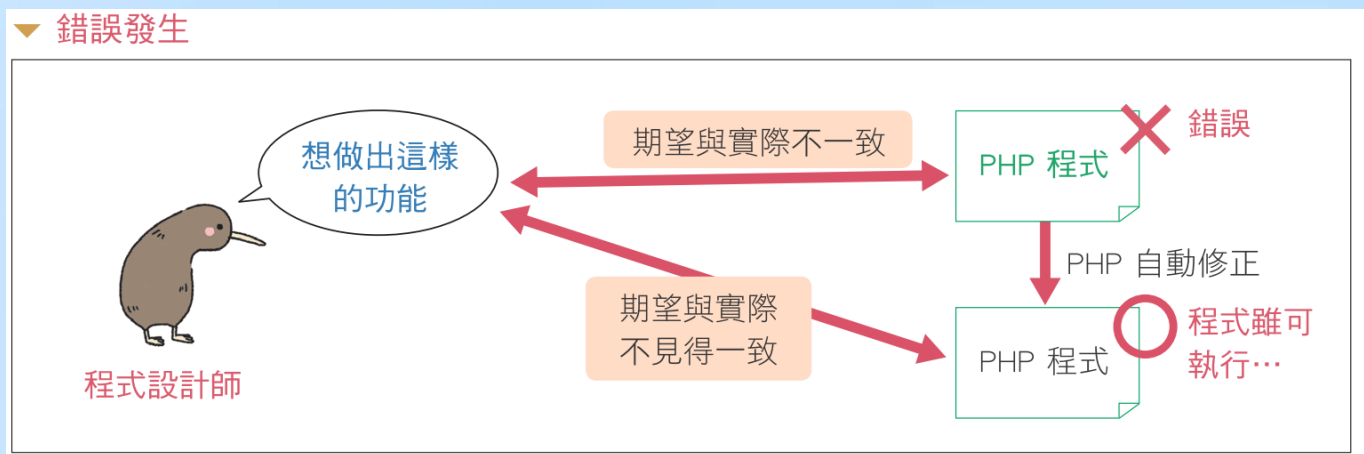 錯誤發生
想做出這樣
的功能
期望與實際不一致
PHP 程式
錯誤
PHP 自動修正
期望與實際
不見得一致
PHP 程式
程式雖可
執行…
程式設計師